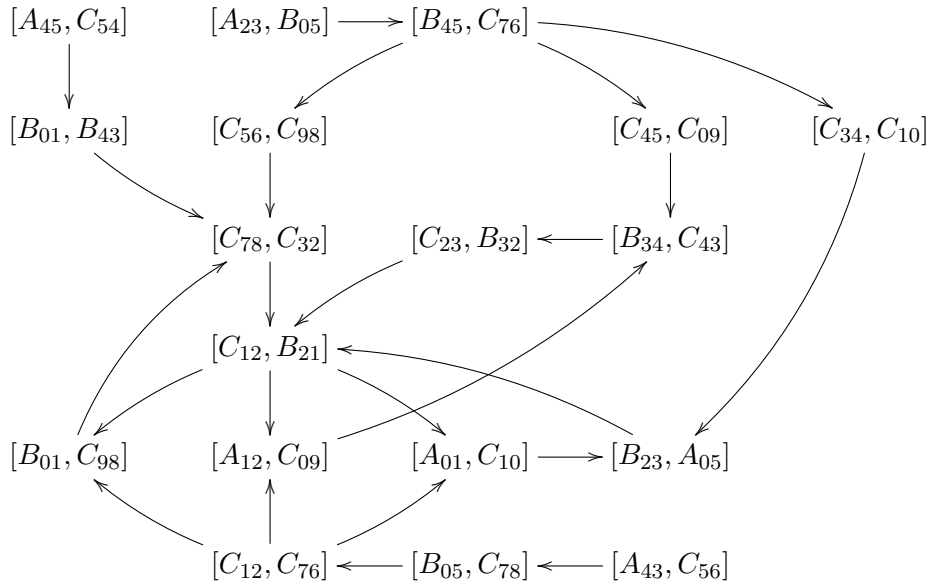 [A₄₅, C₅₄] [A₂₃, B₀₅] [B₄₅, C₇₆]
[B₀₁, B₄₃] [C₅₆, C₉₈] [C₄₅, C₀₉] [C₃₄, C₁₀]
[C₇₈, C₃₂] [C₂₃, B₃₂] [B₃₄, C₄₃]
[C₁₂, B₂₁]
[B₀₁, C₉₈] [A₁₂, C₀₉] [A₀₁, C₁₀] [B₂₃, A₀₅]
[C₁₂, C₇₆] [B₀₅, C₇₈] [A₄₃, C₅₆]